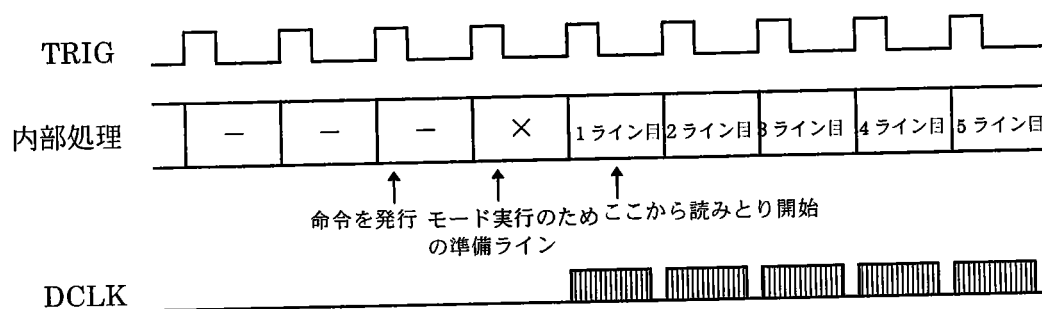 TRIG
内部処理 － － － × 1ライン目 2ライン目 3ライン目 4ライン目 5ライン目
命令を発行 モード実行のため ここから読みとり開始
の準備ライン
DCLK